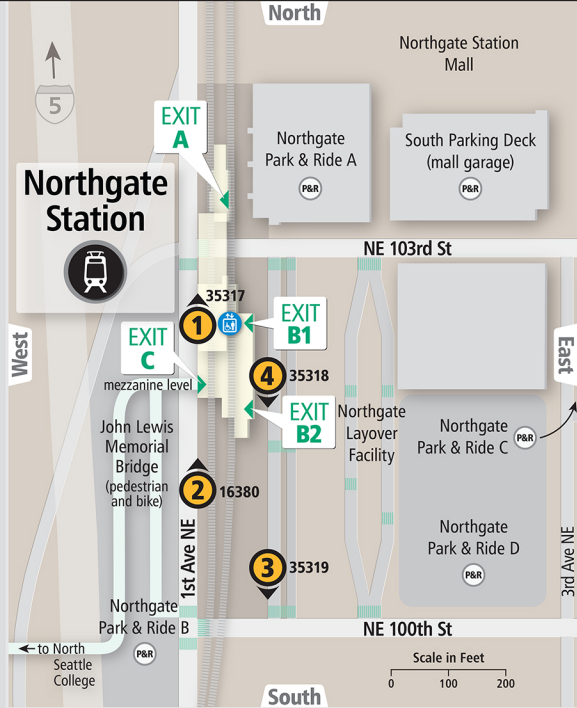 North
Northgate Station
Mall
5
EXIT
A
Northgate
Park & Ride A
P&R
South Parking Deck
(mall garage)
P&R
Northgate
Station
NE 103rd St
35317
1
EXIT
B1
West
East
EXIT
C
mezzanine level
4
35318
EXIT
B2
John Lewis
Memorial
Bridge
(pedestrian
and bike)
Northgate
Layover
Facility
Northgate
Park & Ride C
P&R
2
16380
1st Ave NE
3
35319
Northgate
Park & Ride D
P&R
3rd Ave NE
Northgate
Park & Ride B
P&R
NE 100th St
to North
Seattle
College
Scale in Feet
0 100 200
South